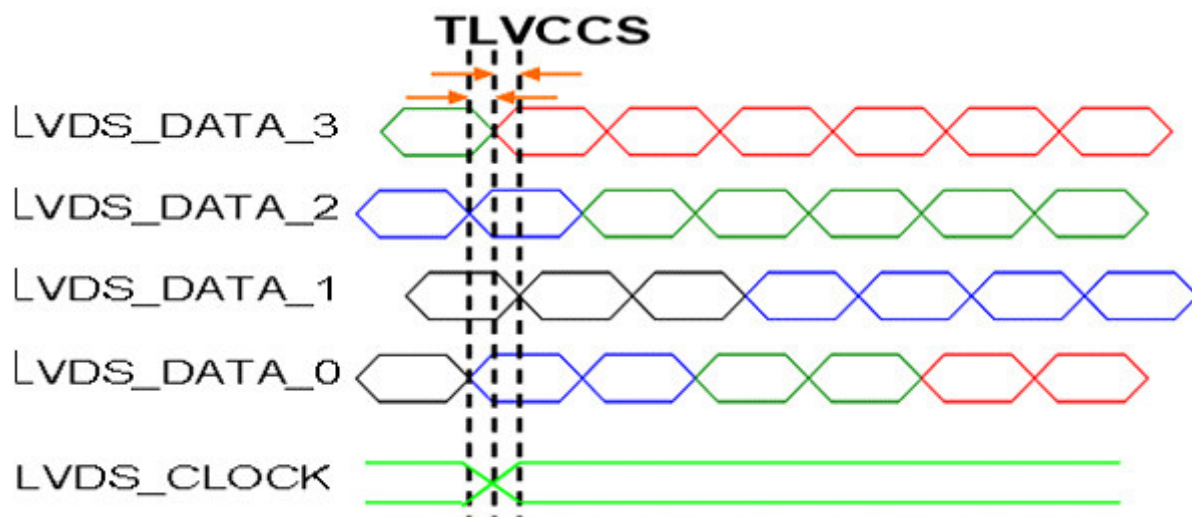 TLVCCS
LVDS_DATA_3
LVDS_DATA_2
LVDS_DATA_1
LVDS_DATA_0
LVDS_CLOCK